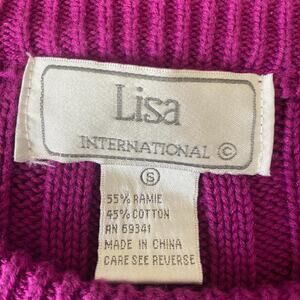 Lisa
INTERNATIONAL ©
S
55% RAMIE
45% COTTON
RN 69341
MADE IN CHINA
CARE SEE REVERSE